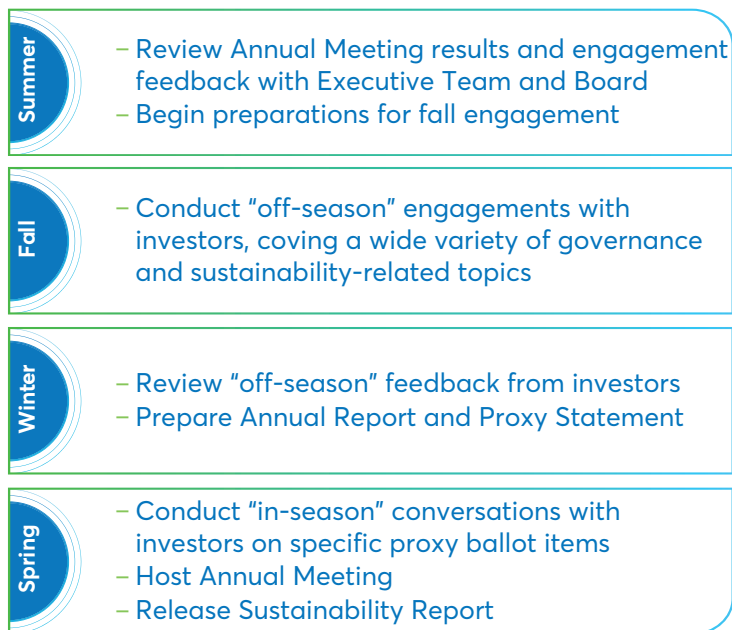 Summer
– Review Annual Meeting results and engagement
feedback with Executive Team and Board
– Begin preparations for fall engagement
Fall
– Conduct “off-season” engagements with
investors, coving a wide variety of governance
and sustainability-related topics
Winter
– Review “off-season” feedback from investors
– Prepare Annual Report and Proxy Statement
Spring
– Conduct “in-season” conversations with
investors on specific proxy ballot items
– Host Annual Meeting
– Release Sustainability Report